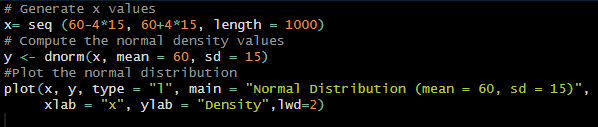 # Generate x values
x= seq (60-4*15, 60+4*15, length = 1000)
# Compute the normal density values
y <- dnorm(x, mean = 60, sd = 15)
#Plot the normal distribution
plot(x, y, type = "l", main = "Normal Distribution (mean = 60, sd = 15)",
xlab = "x", ylab = "Density",lwd=2)